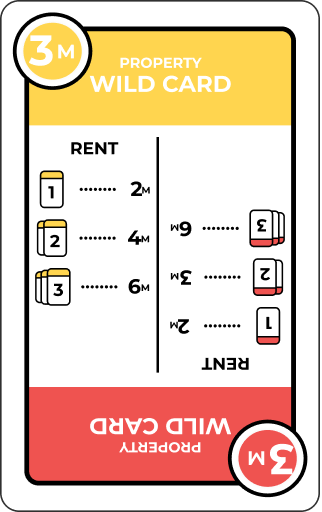 3M
PROPERTY
WILD CARD
RENT
1 ........ 2M
2 ........ 4M
3 ........ 6M
3M
PROPERTY
WILD CARD
RENT
1 ........ 2M
2 ........ 3M
3 ........ 6M